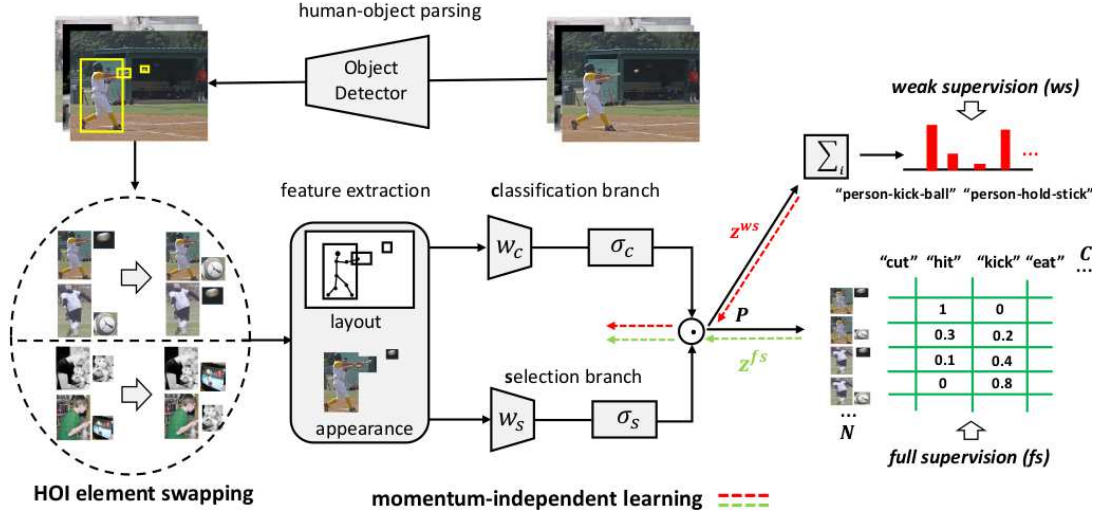 human-object parsing
Object
Detector
weak supervision (ws)
∑i
...
"person-kick-ball" "person-hold-stick"
feature extraction
classification branch
wc
σc
z^ws
layout
P
z^fs
selection branch
appearance
ws
σs
"cut" "hit" "kick" "eat" C
...
1 0
0.3 0.2
0.1 0.4
0 0.8
...
N
full supervision (fs)
HOI element swapping
momentum-independent learning